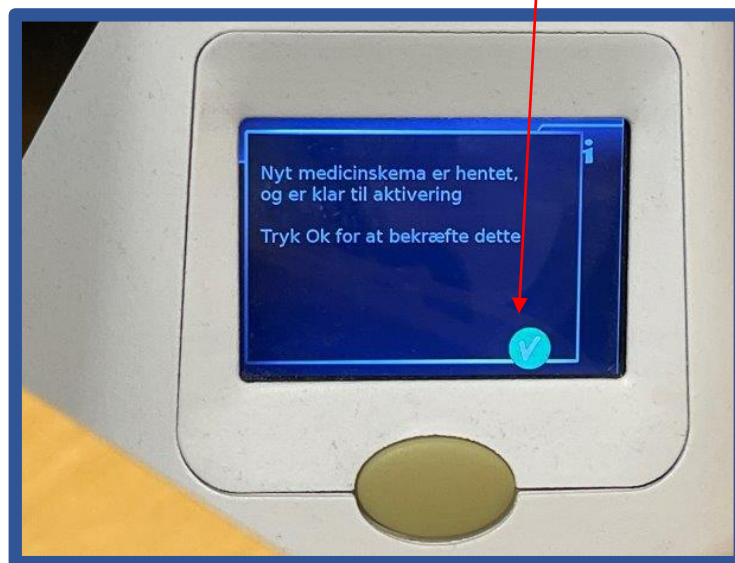 i
Nyt medicinskema er hentet,
og er klar til aktivering
Tryk Ok for at bekræfte dette